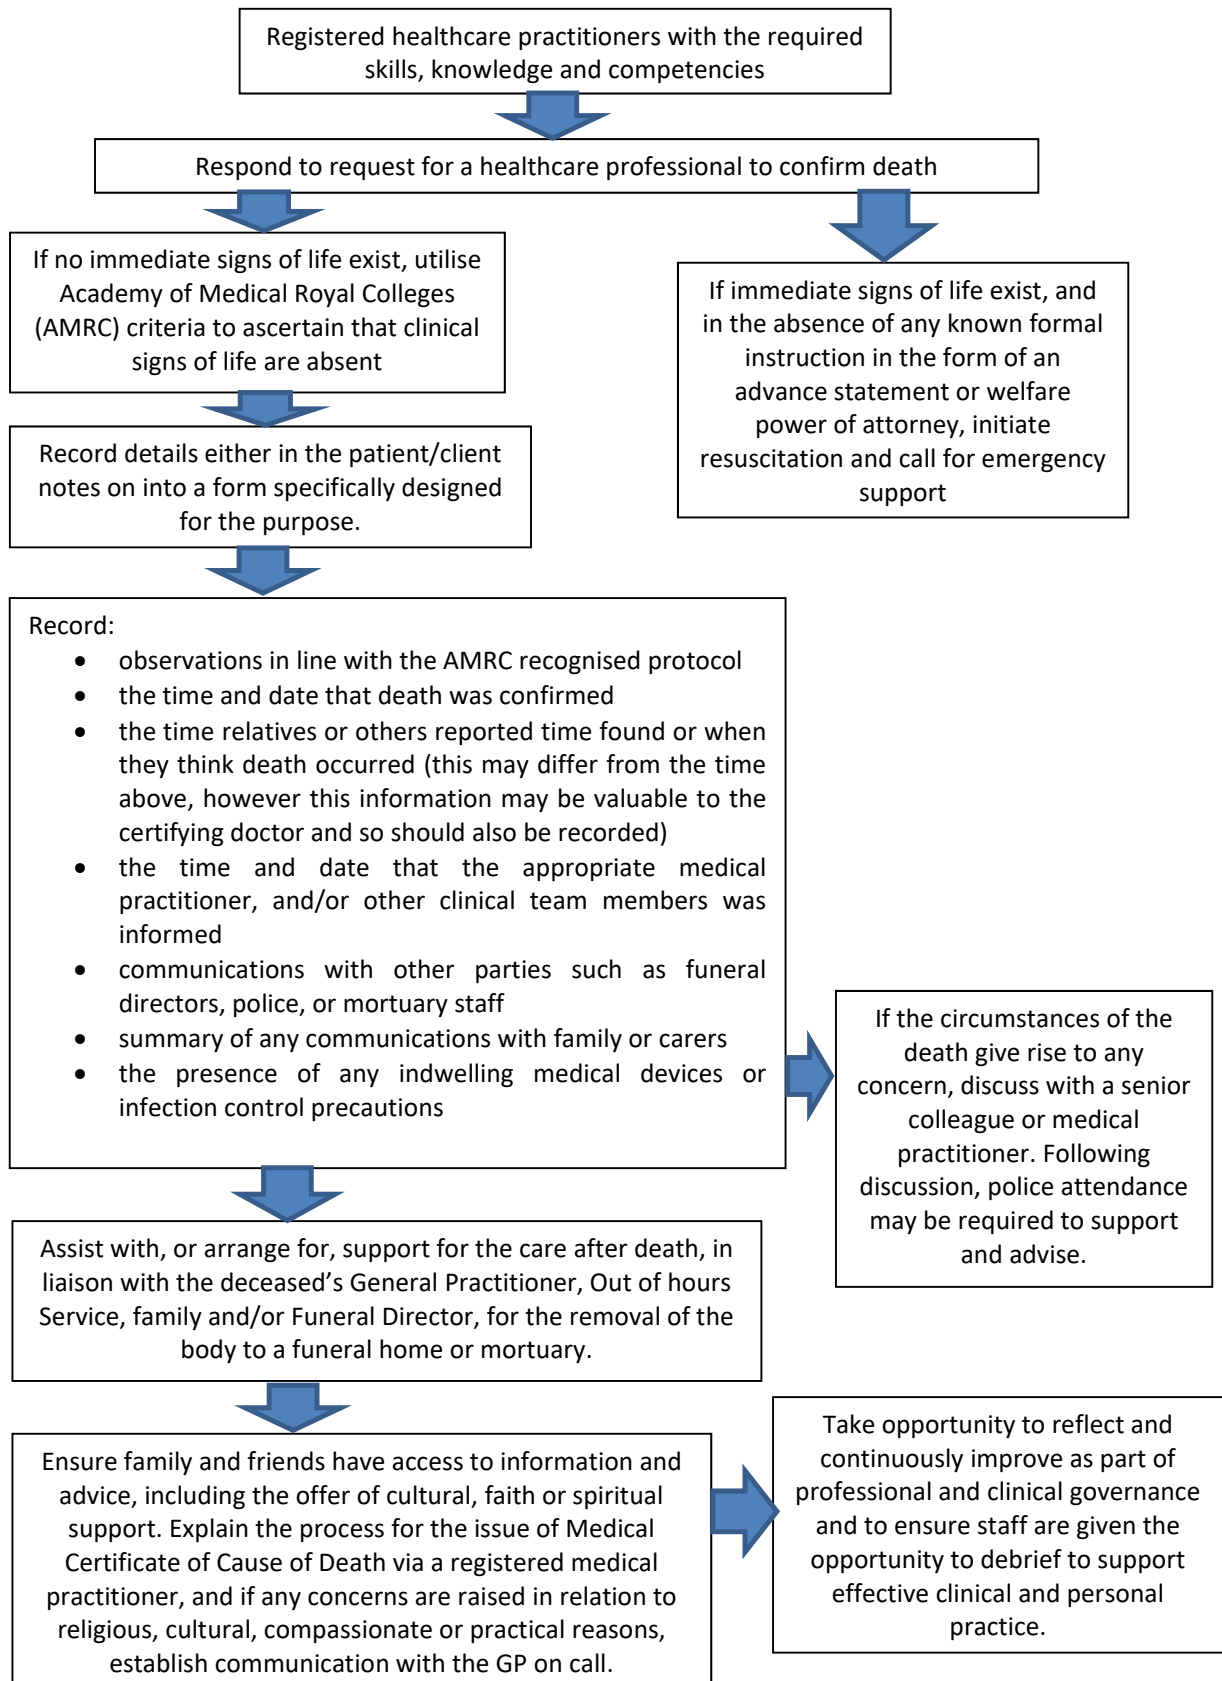 Registered healthcare practitioners with the required
skills, knowledge and competencies
Respond to request for a healthcare professional to confirm death
If no immediate signs of life exist, utilise
Academy of Medical Royal Colleges
(AMRC) criteria to ascertain that clinical
signs of life are absent
If immediate signs of life exist, and
in the absence of any known formal
instruction in the form of an
advance statement or welfare
power of attorney, initiate
resuscitation and call for emergency
support
Record details either in the patient/client
notes on into a form specifically designed
for the purpose.
Record:
• observations in line with the AMRC recognised protocol
• the time and date that death was confirmed
• the time relatives or others reported time found or when
they think death occurred (this may differ from the time
above, however this information may be valuable to the
certifying doctor and so should also be recorded)
• the time and date that the appropriate medical
practitioner, and/or other clinical team members was
informed
• communications with other parties such as funeral
directors, police, or mortuary staff
• summary of any communications with family or carers
• the presence of any indwelling medical devices or
infection control precautions
If the circumstances of the
death give rise to any
concern, discuss with a senior
colleague or medical
practitioner. Following
discussion, police attendance
may be required to support
and advise.
Assist with, or arrange for, support for the care after death, in
liaison with the deceased’s General Practitioner, Out of hours
Service, family and/or Funeral Director, for the removal of the
body to a funeral home or mortuary.
Ensure family and friends have access to information and
advice, including the offer of cultural, faith or spiritual
support. Explain the process for the issue of Medical
Certificate of Cause of Death via a registered medical
practitioner, and if any concerns are raised in relation to
religious, cultural, compassionate or practical reasons,
establish communication with the GP on call.
Take opportunity to reflect and
continuously improve as part of
professional and clinical governance
and to ensure staff are given the
opportunity to debrief to support
effective clinical and personal
practice.